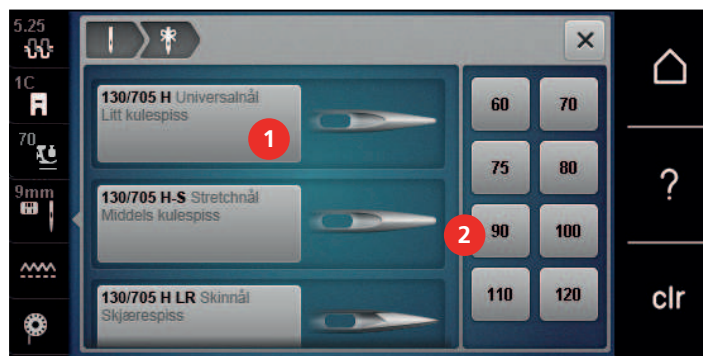 5.25
1C
70
9mm
130/705 H Universalnål
Litt kulespiss
1
130/705 H-S Stretchnål
Middels kulespiss
2
130/705 H LR Skinnål
Skjærespiss
60 70
75 80
90 100
110 120
?
clr